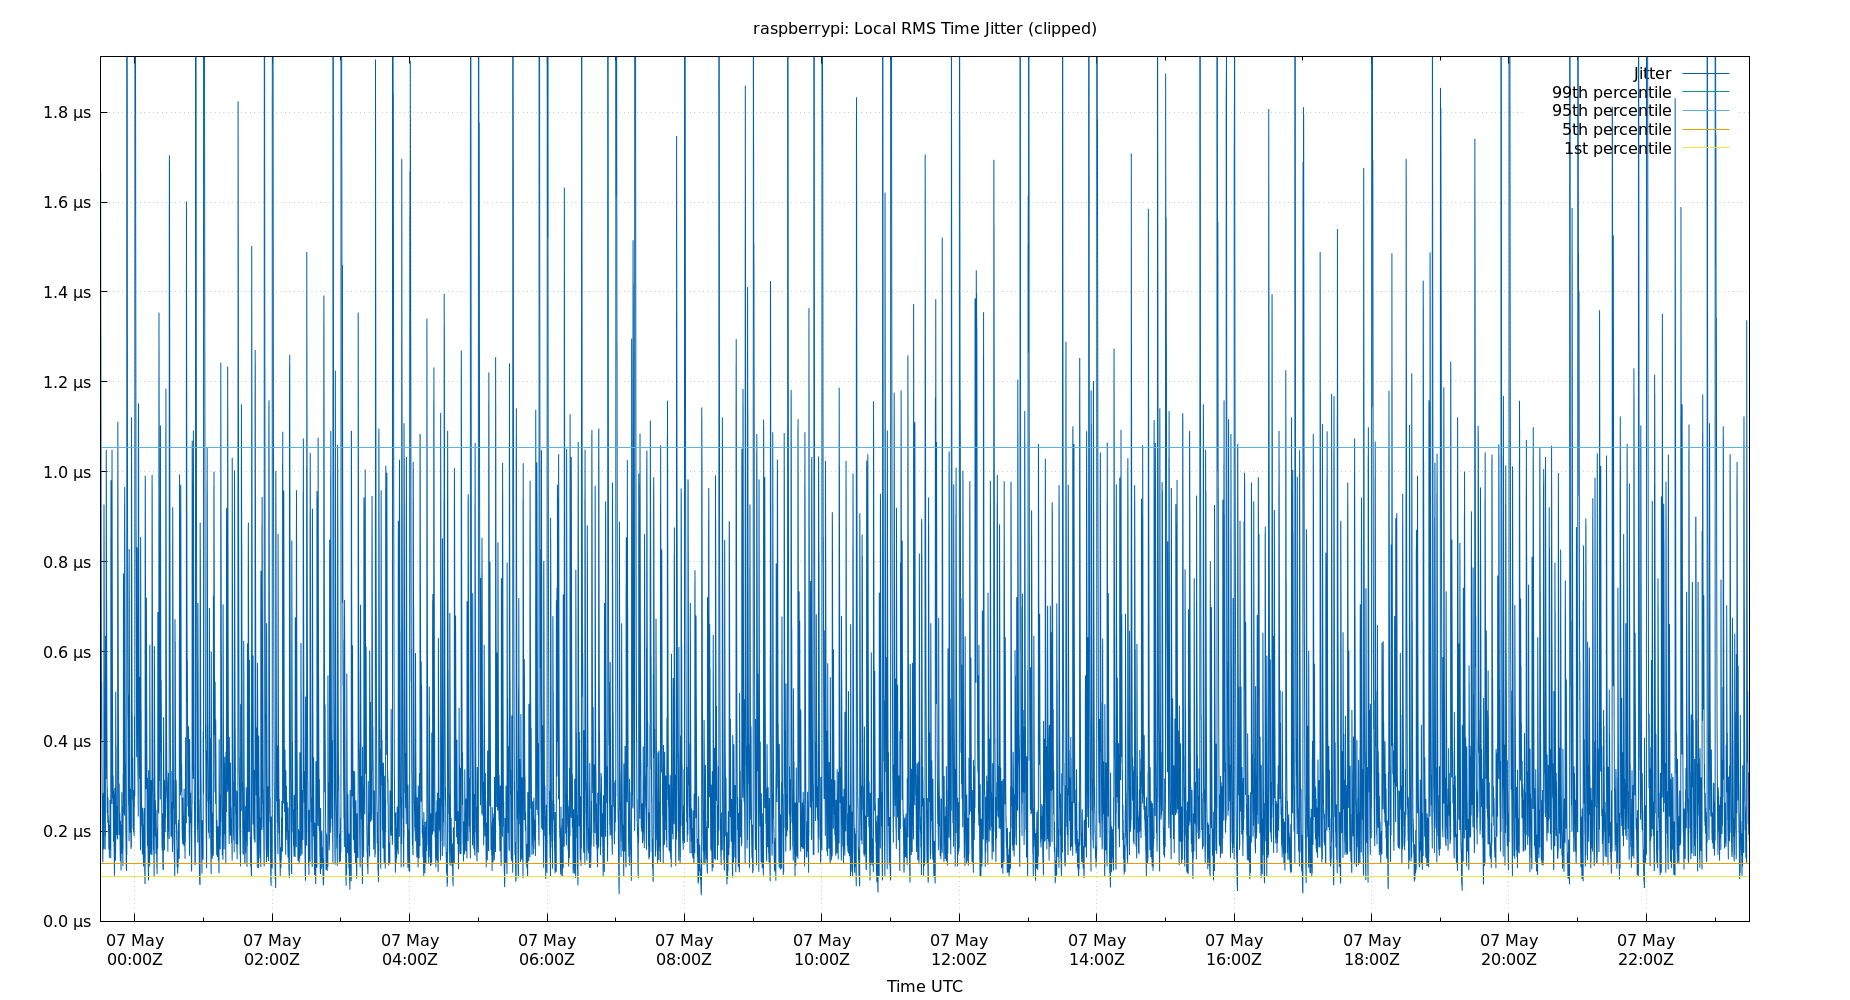 raspberrypi: Local RMS Time Jitter (clipped)
Jitter
99th percentile
95th percentile
5th percentile
1st percentile
1.8 µs
1.6 µs
1.4 µs
1.2 µs
1.0 µs
0.8 µs
0.6 µs
0.4 µs
0.2 µs
0.0 µs
07 May 07 May 07 May 07 May 07 May 07 May 07 May 07 May 07 May 07 May 07 May 07 May
00:00Z 02:00Z 04:00Z 06:00Z 08:00Z 10:00Z 12:00Z 14:00Z 16:00Z 18:00Z 20:00Z 22:00Z
Time UTC